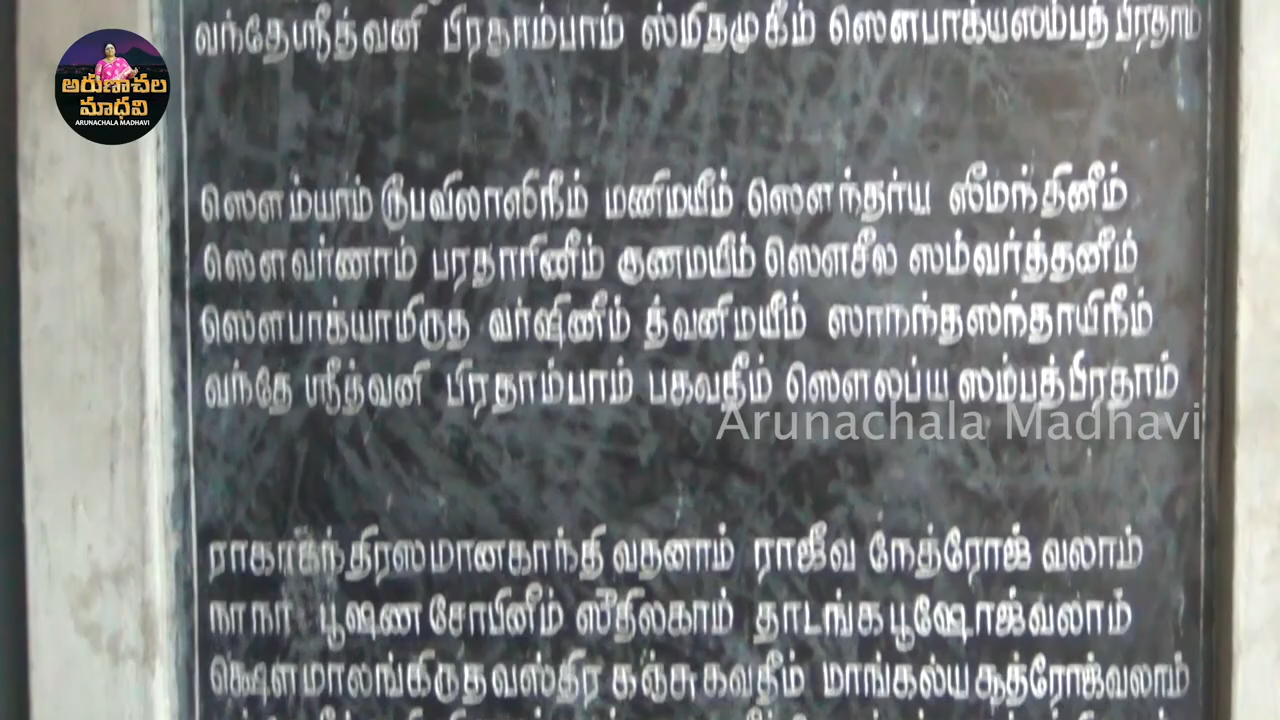 வந்தேஸ்ரீத்வனி பிரதாம்பாம் ஸ்மிதமுகீம் ஸௌபாக்யஸம்பத்பிரதாம்
அருணாச்சல
மாதவி
ARUNACHALA MADHAVI
ஸௌம்யாம் ரூபவிலாஸிநீம் மணிமயீம் ஸௌந்தர்ய ஸீமந்தினீம்
ஸௌவர்ணாம் பரதாரினீம் குனமயீம் ஸௌசீல ஸம்வர்த்தனீம்
ஸௌபாக்யாமிருத வர்ஷினீம் த்வனிமயீம் ஸாநந்தஸந்தாயிநீம்
வந்தே ஸ்ரீத்வனி பிரதாம்பாம் பகவதீம் ஸௌலப்ய ஸம்பத்பிரதாம்
Arunachala Madhavi
ராகாசந்திரஸமானகாந்தி வதனாம் ராஜீவ நேத்ரோஜ் வலாம்
நாநா பூஷண சோபினீம் ஸ்ரீதிலகாம் தாடங்க பூஷோஜ்வலாம்
க்ஷௌமாலங்கிருத வஸ்திர கஞ்சுகவதீம் மாங்கல்ய சூத்ரோஜ்வலாம்